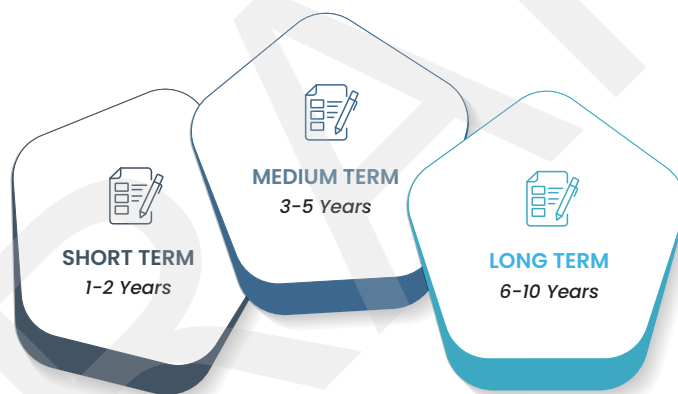 SHORT TERM
1-2 Years
MEDIUM TERM
3-5 Years
LONG TERM
6-10 Years